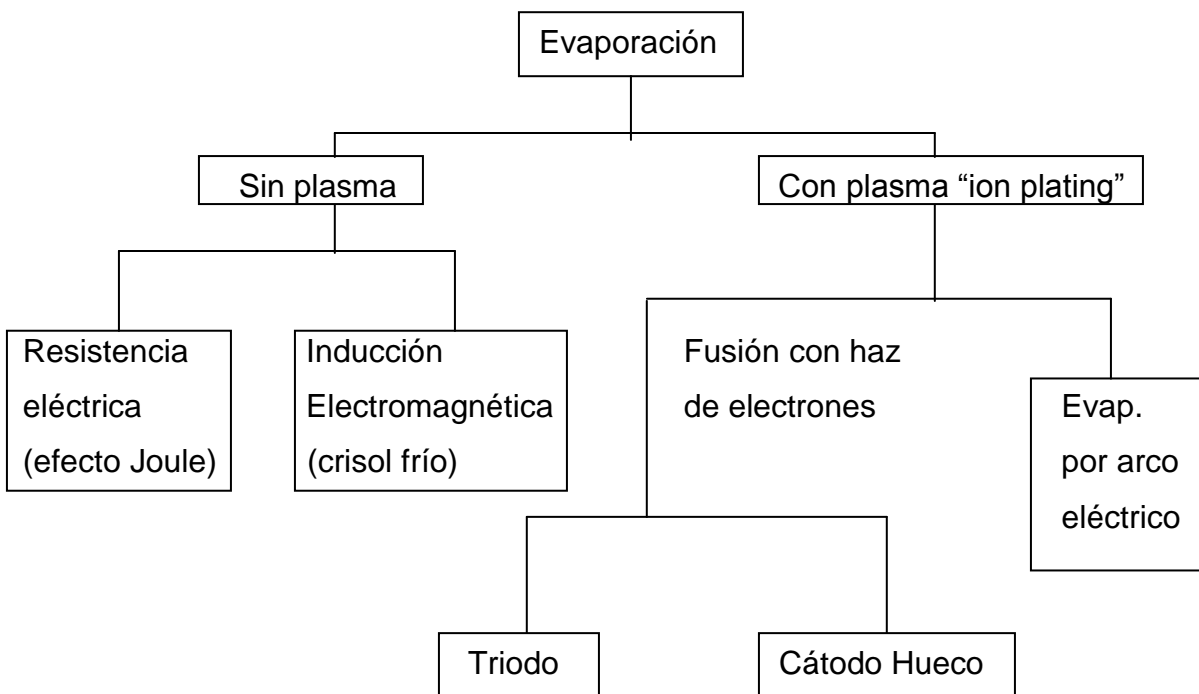 Evaporación
Sin plasma
Con plasma “ion plating”
Resistencia
eléctrica
(efecto Joule)
Inducción
Electromagnética
(crisol frío)
Fusión con haz
de electrones
Evap.
por arco
eléctrico
Triodo
Cátodo Hueco